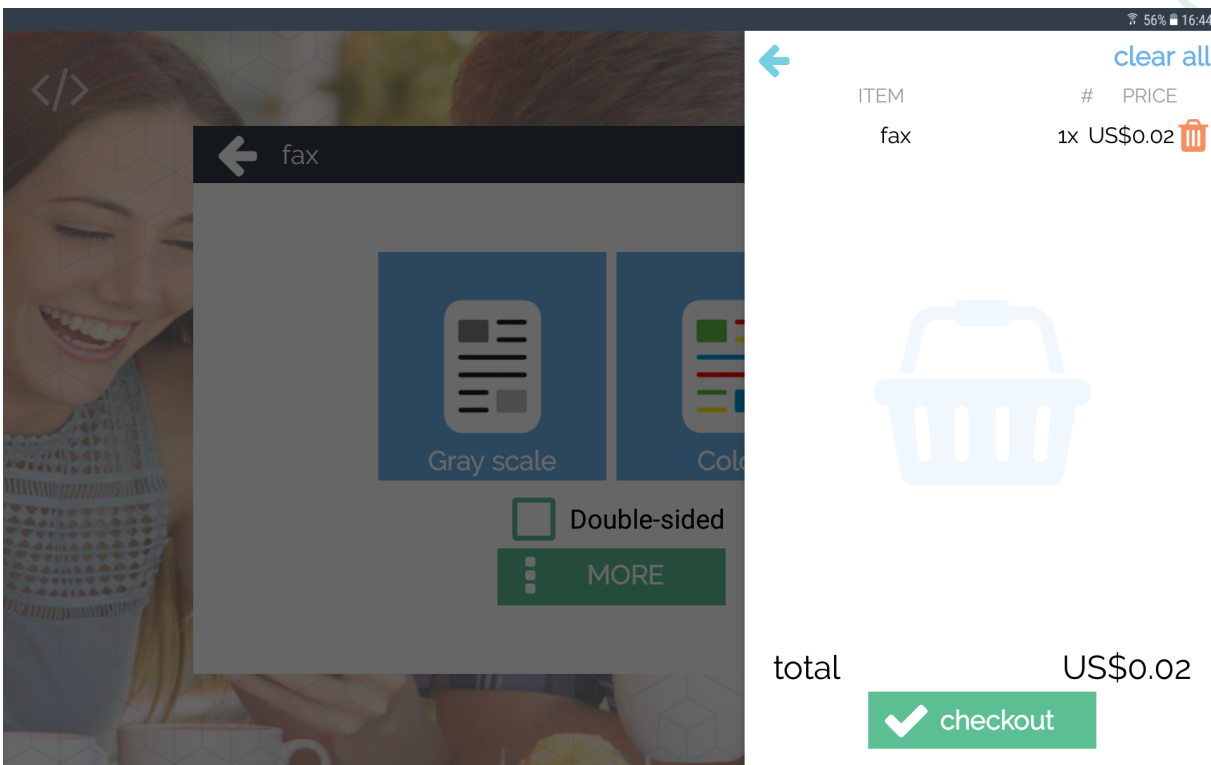 56% 16:44
</>
clear all
ITEM # PRICE
fax 1x US$0.02
fax
Gray scale
Double-sided
MORE
total US$0.02
checkout